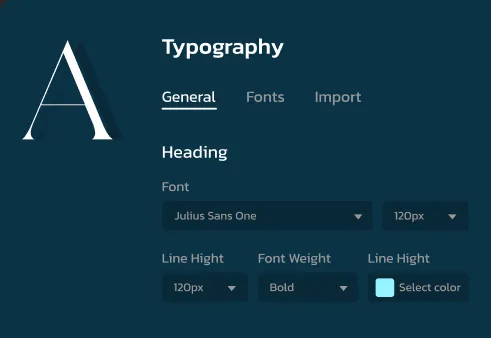 A
Typography
General Fonts Import
Heading
Font
Julius Sans One 120px
Line Hight Font Weight Line Hight
120px Bold Select color